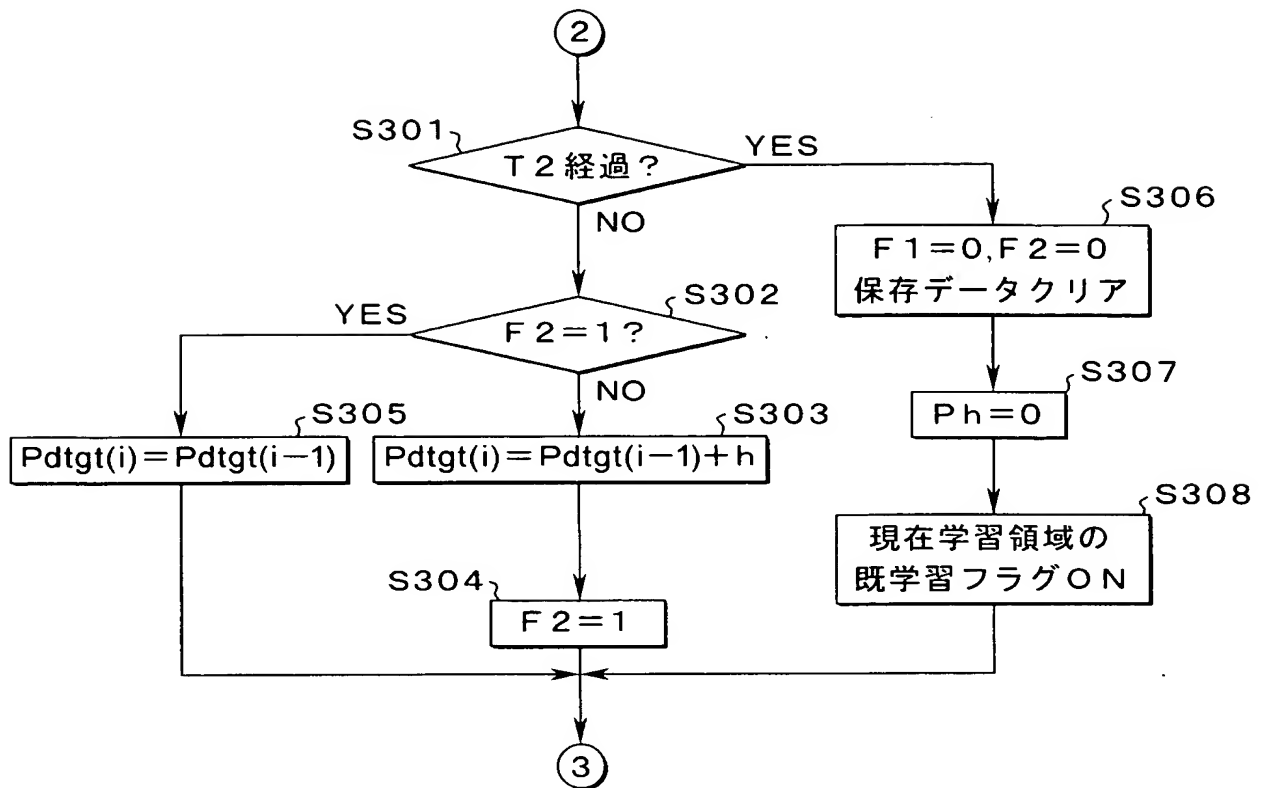 2
S301
T2経過?
YES
NO
S306
F1=0,F2=0
保存データクリア
S302
YES
F2=1?
NO
S307
Ph=0
S305
Pdtgt(i)=Pdtgt(i−1)
S303
Pdtgt(i)=Pdtgt(i−1)+h
S308
現在学習領域の
既学習フラグON
S304
F2=1
3